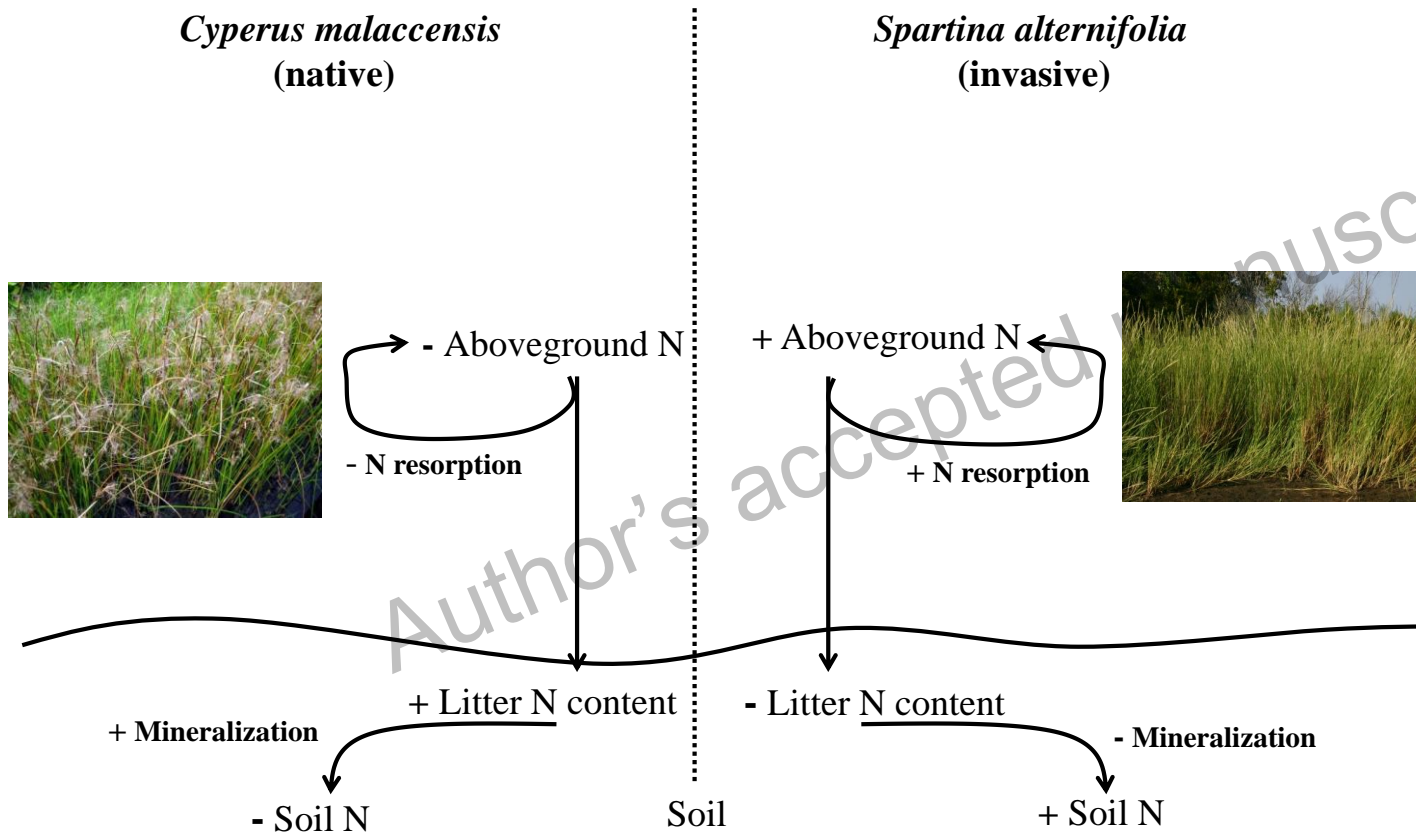 Cyperus malaccensis
(native)
Spartina alternifolia
(invasive)
- Aboveground N
- N resorption
+ Litter N content
+ Mineralization
- Soil N
+ Aboveground N
+ N resorption
- Litter N content
- Mineralization
+ Soil N
Soil
Author's accepted